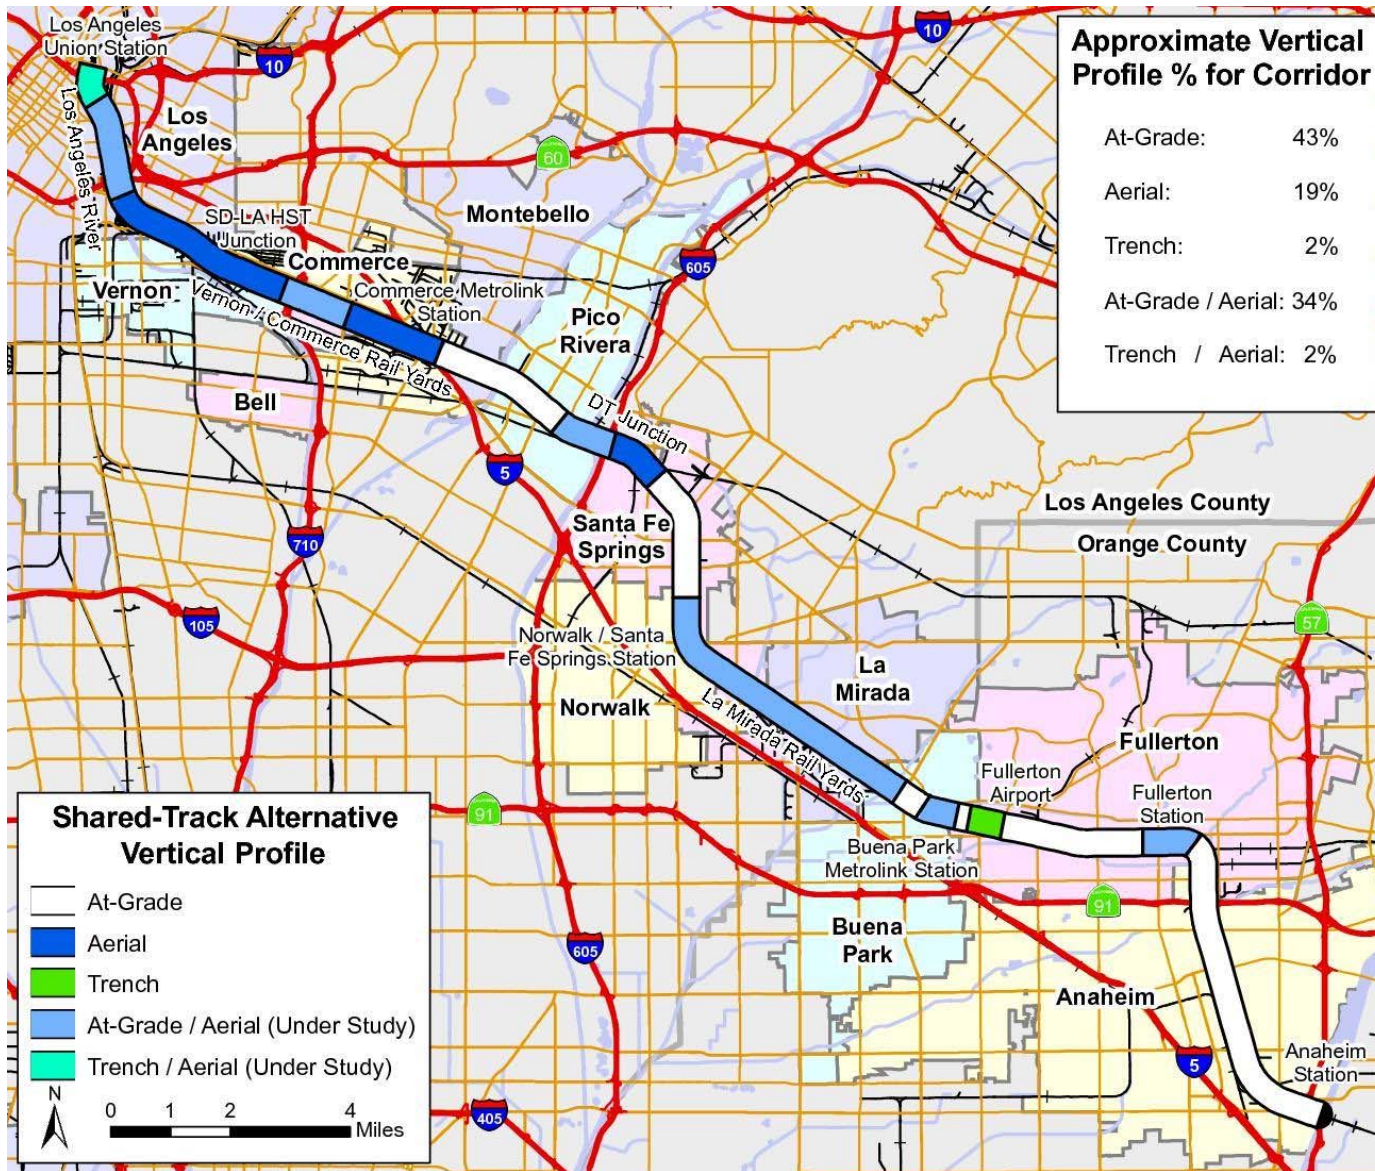 Los Angeles
Union Station
10
10
Approximate Vertical
Profile % for Corridor
At-Grade: 43%
Aerial: 19%
Trench: 2%
At-Grade / Aerial: 34%
Trench / Aerial: 2%
Los
Angeles
Los Angeles River
60
Montebello
SD-LA HST
Junction
Commerce
605
Vernon
Vernon / Commerce Rail Yards
Commerce Metrolink
Station
Pico
Rivera
Bell
DT Junction
5
Los Angeles County
Orange County
Santa Fe
Springs
710
105
57
Norwalk / Santa
Fe Springs Station
La
Mirada
Norwalk
La Mirada Rail Yards
Fullerton
Fullerton
Airport
Fullerton
Station
91
Buena Park
Metrolink Station
91
Buena
Park
605
Anaheim
5
Anaheim
Station
405
Shared-Track Alternative
Vertical Profile
At-Grade
Aerial
Trench
At-Grade / Aerial (Under Study)
Trench / Aerial (Under Study)
N
0 1 2 4
Miles